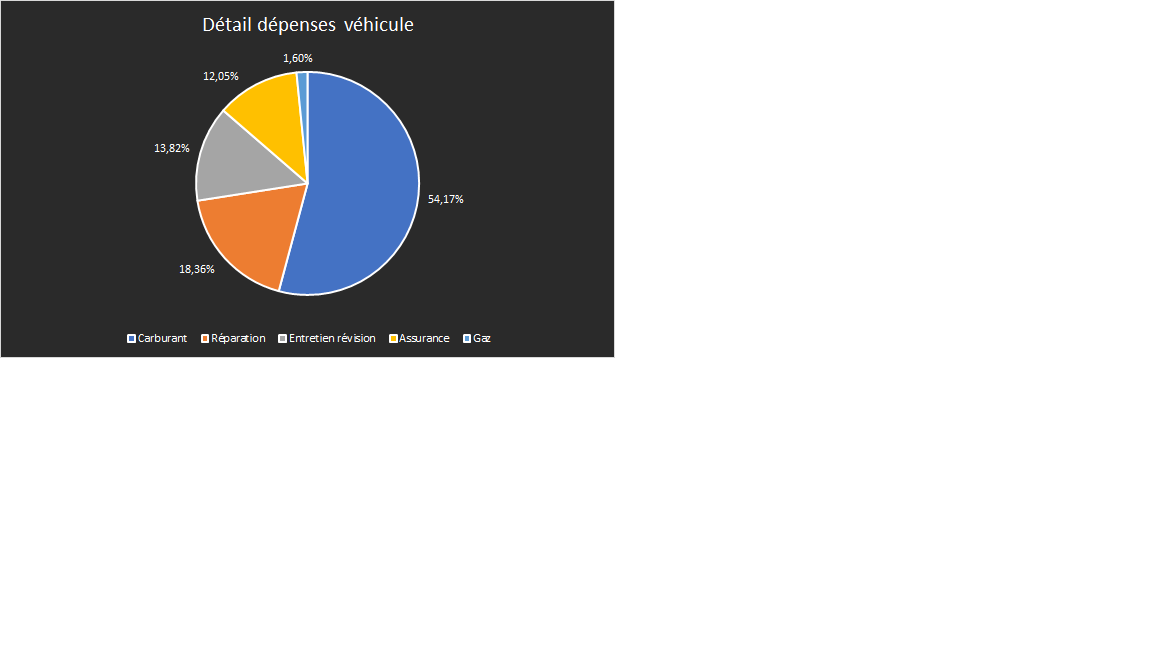 Détail dépenses véhicule
1,60%
12,05%
13,82%
54,17%
18,36%
Carburant Réparation Entretien révision Assurance Gaz